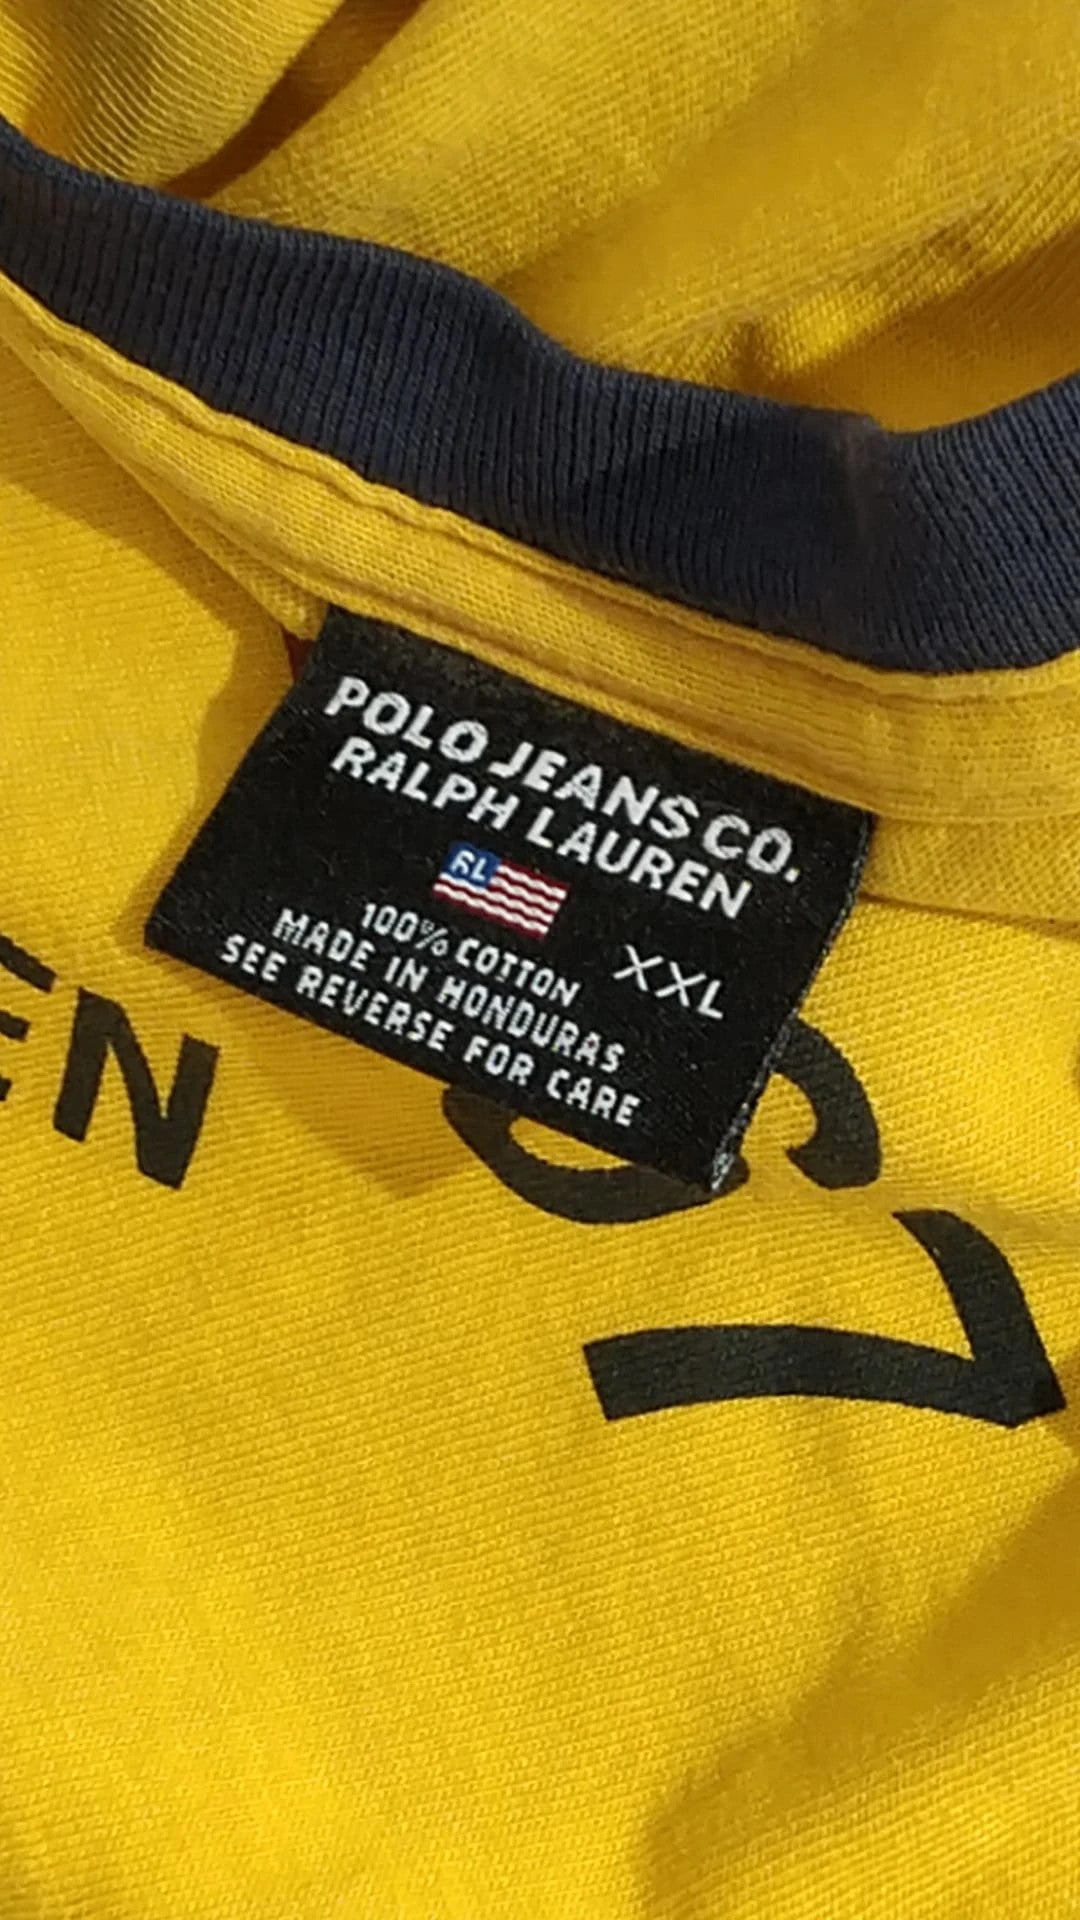 POLO JEANS CO.
RALPH LAUREN
RL
100% COTTON
XXL
MADE IN HONDURAS
SEE REVERSE FOR CARE
EN
67